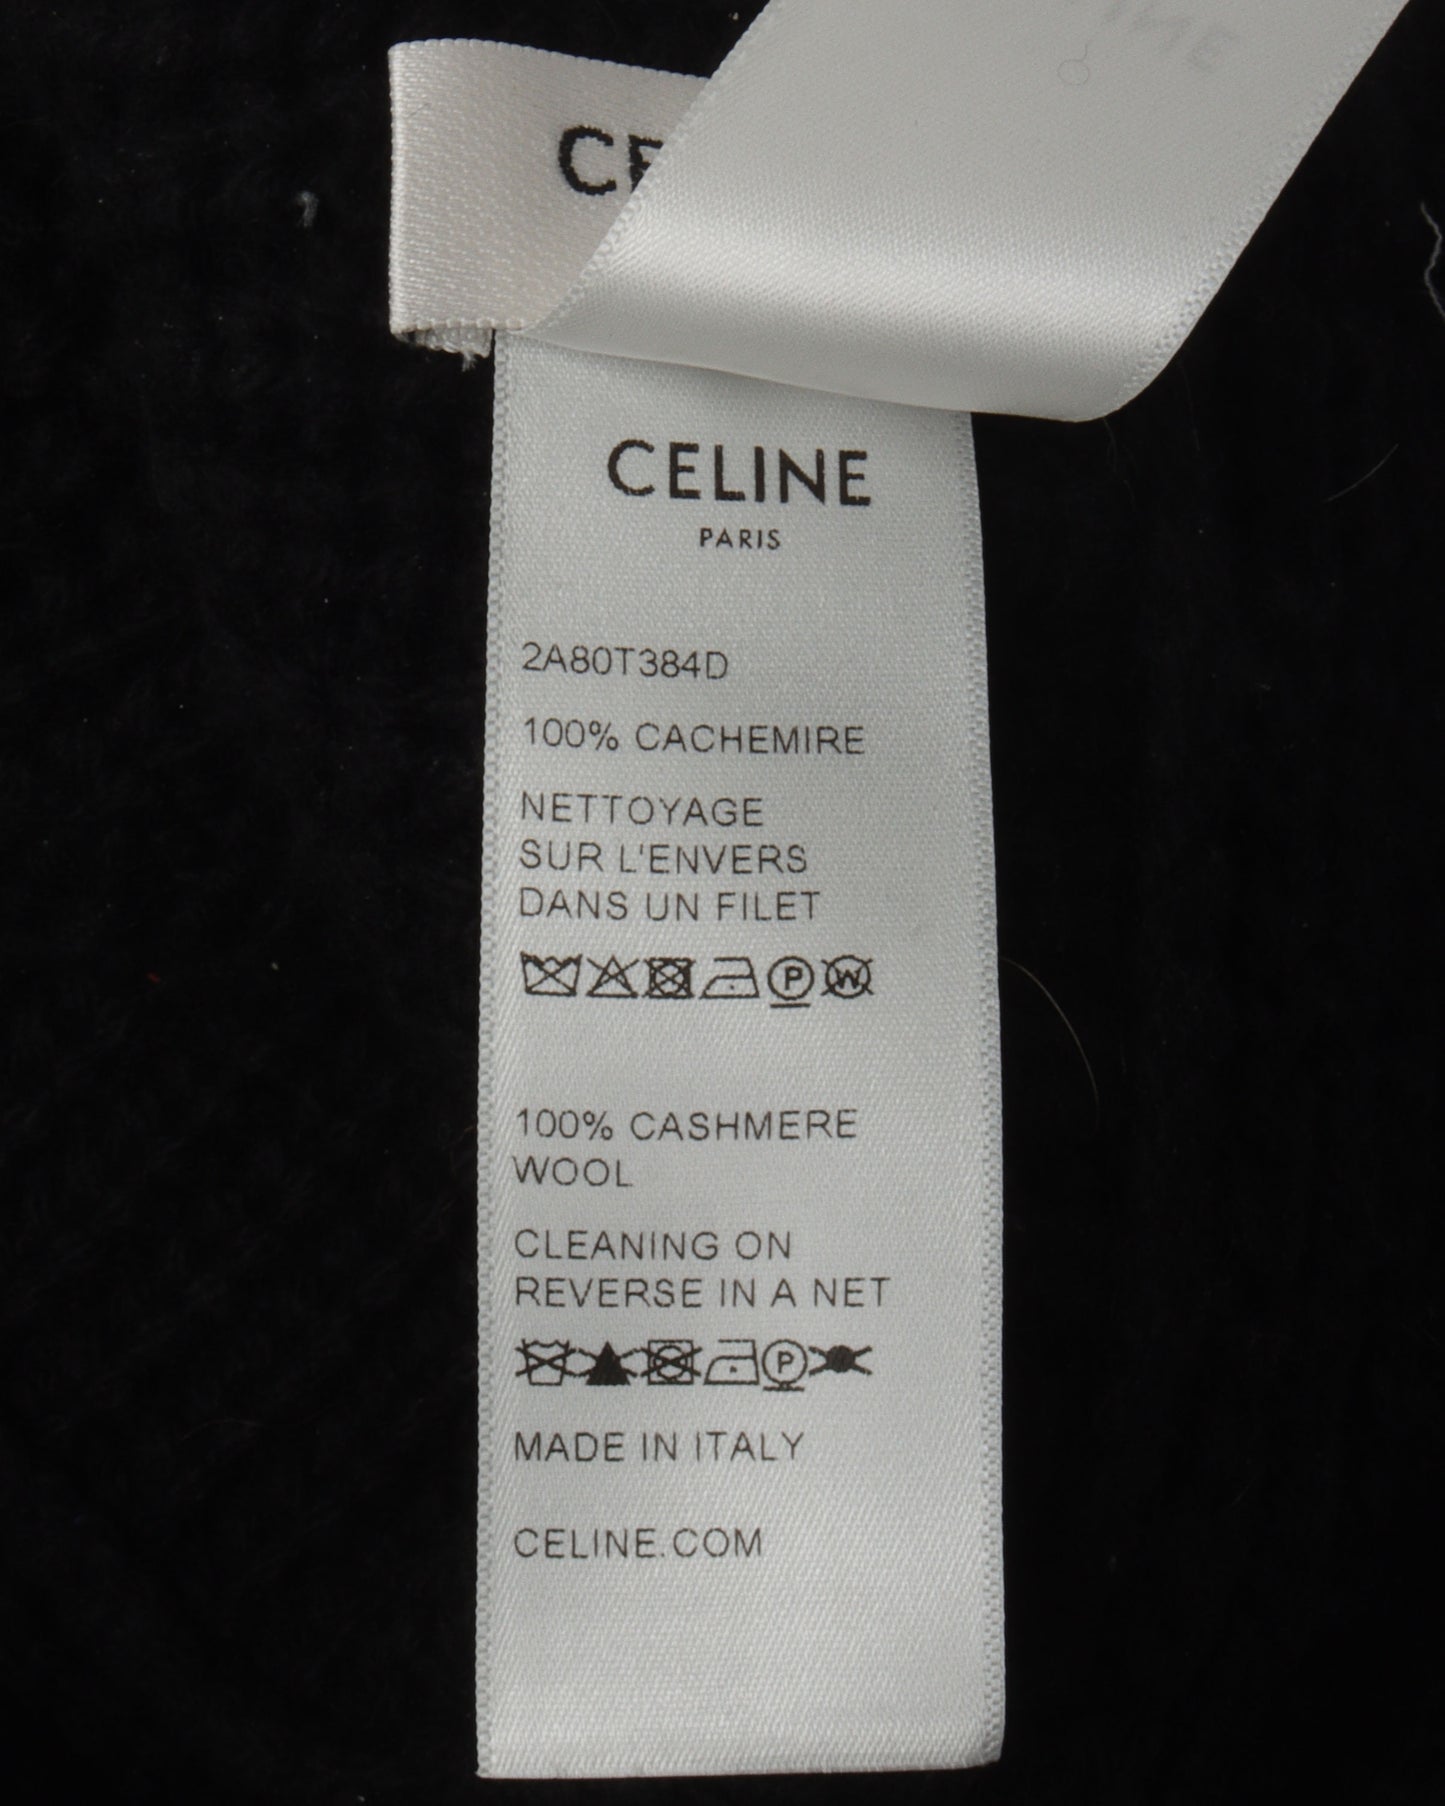 CE
CELINE
PARIS
2A80T384D
100% CACHEMIRE
NETTOYAGE
SUR L'ENVERS
DANS UN FILET
P W
100% CASHMERE
WOOL
CLEANING ON
REVERSE IN A NET
P
MADE IN ITALY
CELINE.COM